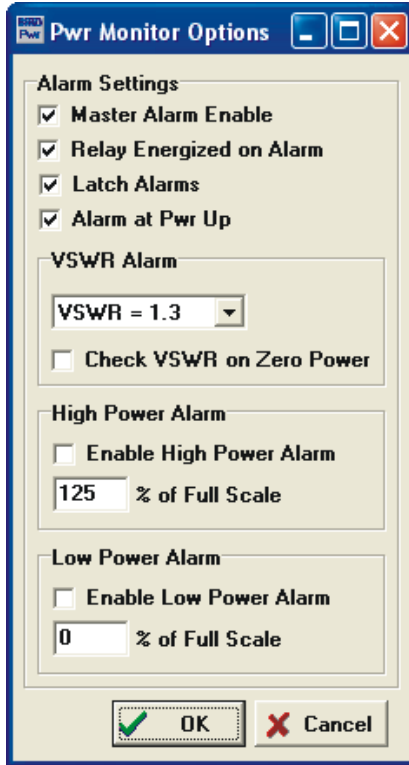 BIRD
Pwr
Pwr Monitor Options
Alarm Settings
Master Alarm Enable
Relay Energized on Alarm
Latch Alarms
Alarm at Pwr Up
VSWR Alarm
VSWR = 1.3
Check VSWR on Zero Power
High Power Alarm
Enable High Power Alarm
125 % of Full Scale
Low Power Alarm
Enable Low Power Alarm
0 % of Full Scale
OK Cancel